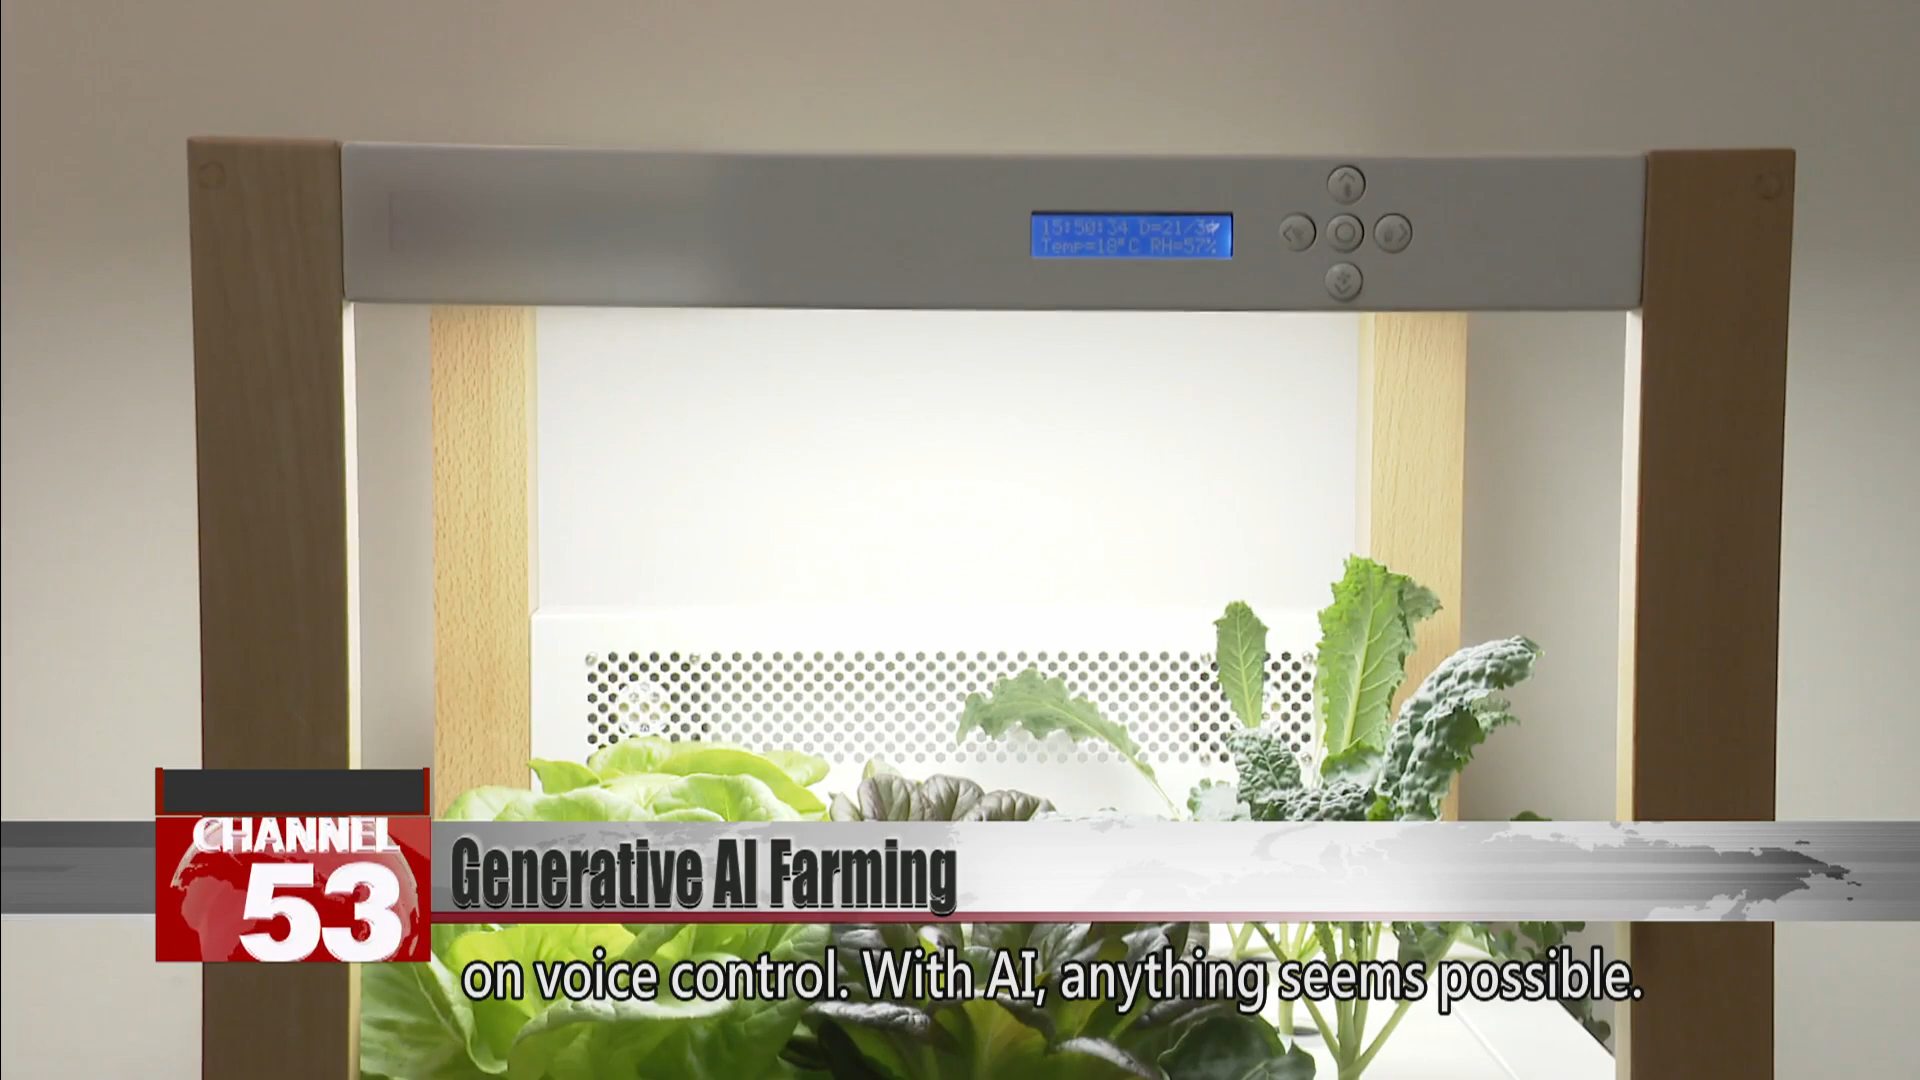 15:50:34 D=21/3
Temp=18°C RH=57%
CHANNEL
53
Generative AI Farming
on voice control. With AI, anything seems possible.